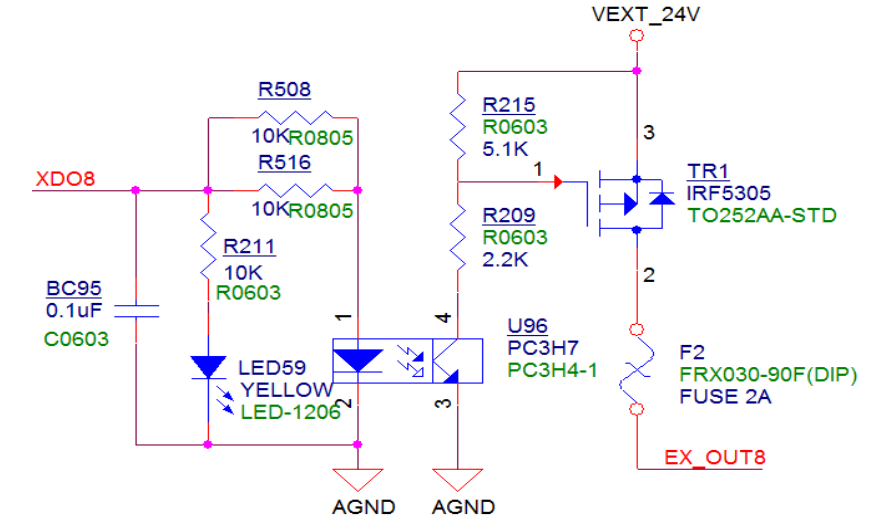 VEXT_24V
R508
10K R0805
R516
10K R0805
XDO8
R211
10K
R0603
BC95
0.1uF
C0603
LED59
YELLOW
LED-1206
1
2
4
3
U96
PC3H7
PC3H4-1
AGND
AGND
R215
R0603
5.1K
R209
R0603
2.2K
1
3
2
TR1
IRF5305
TO252AA-STD
F2
FRX030-90F(DIP)
FUSE 2A
EX_OUT8